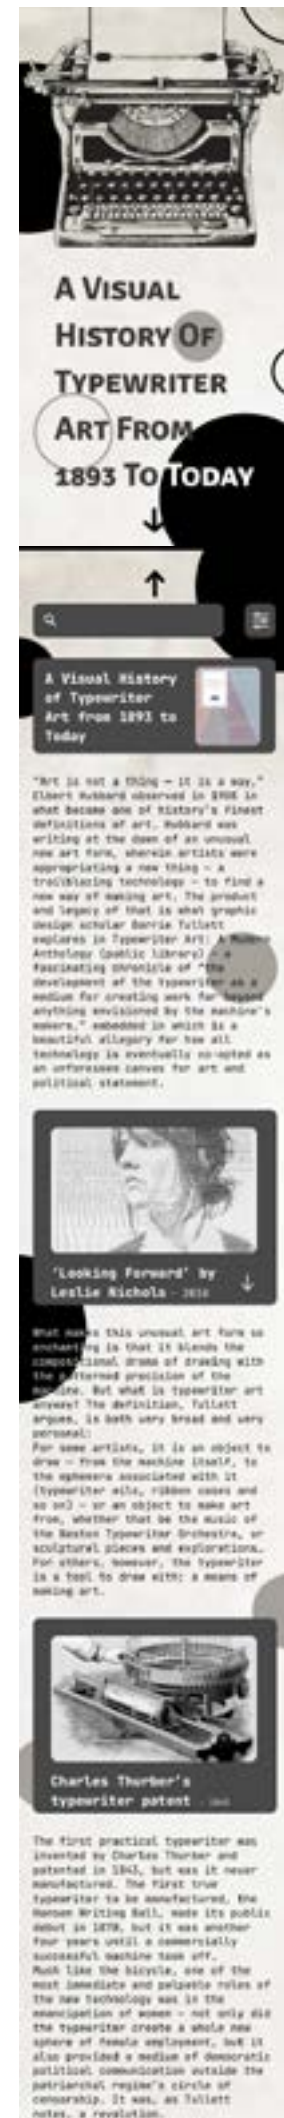 A VISUAL
HISTORY OF
TYPEWRITER
ART FROM
1893 TO TODAY
A Visual History
of Typewriter
Art from 1893 to
Today
"Art is not a thing — it is a way,"
Elbert Hubbard observed in 1908 in
what became one of history's finest
definitions of art. Hubbard was
writing at the dawn of an unusual
new art form, wherein artists were
appropriating a new thing — a
trailblazing technology — to find a
new way of making art. The product
and legacy of that is what graphic
design scholar Barrie Tullett
explores in Typewriter Art: A Modern
Anthology (public library) — a
fascinating chronicle of "the
development of the typewriter as a
medium for creating work far beyond
anything envisioned by the machine's
makers," embedded in which is a
beautiful allegory for how all
technology is eventually co-opted as
an unforeseen canvas for art and
political statement.
'Looking Forward' by
Leslie Nichols -
What makes this unusual art form so
enchanting is that it blends the
compositional drama of drawing with
the patterned precision of the
machine. But what is typewriter art
anyway? The definition, Tullett
argues, is both very broad and very
personal:
For some artists, it is an object to
draw — from the machine itself, to
the ephemera associated with it
(typewriter oils, ribbon cases and
so on) — or an object to make art
from, whether that be the music of
the Boston Typewriter Orchestra, or
sculptural pieces and explorations…
For others, however, the typewriter
is a tool to draw with; a means of
making art.
Charles Thurber's
typewriter patent -
The first practical typewriter was
invented by Charles Thurber and
patented in 1843, but was it never
manufactured. The first true
typewriter to be manufactured, the
Hansen Writing Ball, made its public
debut in 1870, but it was another
four years until a commercially
successful machine took off.
Much like the bicycle, one of the
most immediate and palpable roles of
the new technology was in the
emancipation of women — not only did
the typewriter create a whole new
sphere of female employment, but it
also provided a medium of democratic
political communication outside the
patriarchal regime's circle of
censorship. It was, as Tullett
notes, a revolution.